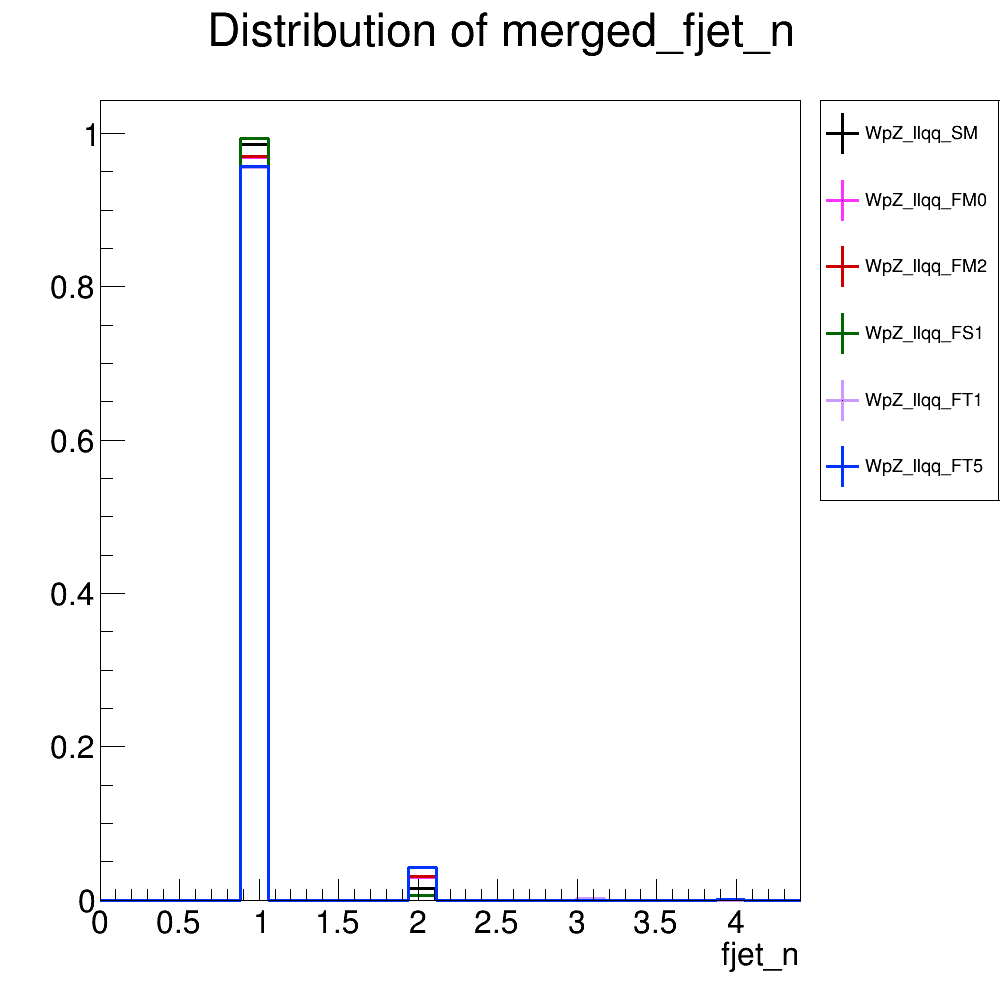 Distribution of merged_fjet_n
1
0.8
0.6
0.4
0.2
0
0 0.5 1 1.5 2 2.5 3 3.5 4
fjet_n
WpZ_llqq_SM
WpZ_llqq_FM0
WpZ_llqq_FM2
WpZ_llqq_FS1
WpZ_llqq_FT1
WpZ_llqq_FT5